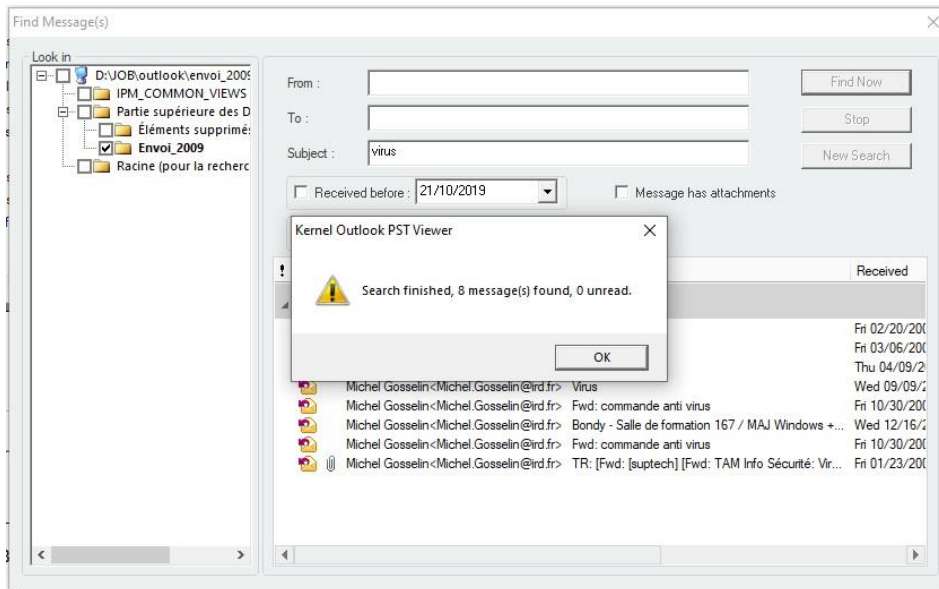 Find Message(s)
Look in
D:\JOB\outlook\envoi_2009
IPM_COMMON_VIEWS
Partie supérieure des D
Éléments supprimés
Envoi_2009
Racine (pour la recherc
From :
Find Now
To :
Stop
Subject :
virus
New Search
Received before :
21/10/2019
Message has attachments
Kernel Outlook PST Viewer
Search finished, 8 message(s) found, 0 unread.
OK
!
Received
Fri 02/20/200
Fri 03/06/200
Thu 04/09/2
Michel Gosselin<Michel.Gosselin@ird.fr> Virus Wed 09/09/2
Michel Gosselin<Michel.Gosselin@ird.fr> Fwd: commande anti virus Fri 10/30/200
Michel Gosselin<Michel.Gosselin@ird.fr> Bondy - Salle de formation 167 / MAJ Windows +... Wed 12/16/2
Michel Gosselin<Michel.Gosselin@ird.fr> Fwd: commande anti virus Fri 10/30/200
Michel Gosselin<Michel.Gosselin@ird.fr> TR: [Fwd: [suptech] [Fwd: TAM Info Sécurité: Vir... Fri 01/23/200